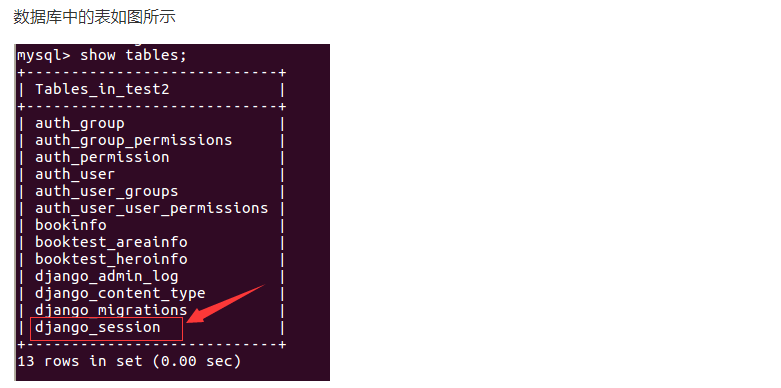 数据库中的表如图所示
mysql> show tables;
+----------------------------+
| Tables_in_test2            |
+----------------------------+
| auth_group                 |
| auth_group_permissions     |
| auth_permission            |
| auth_user                  |
| auth_user_groups           |
| auth_user_user_permissions |
| bookinfo                   |
| booktest_areainfo          |
| booktest_heroinfo          |
| django_admin_log           |
| django_content_type        |
| django_migrations          |
| django_session             |
+----------------------------+
13 rows in set (0.00 sec)